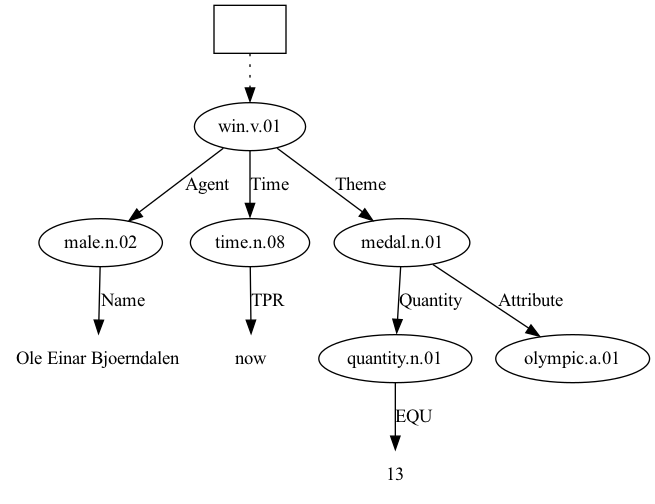 win.v.01
Agent
Time
Theme
male.n.02
time.n.08
medal.n.01
Name
TPR
Quantity
Attribute
Ole Einar Bjoerndalen
now
quantity.n.01
olympic.a.01
EQU
13